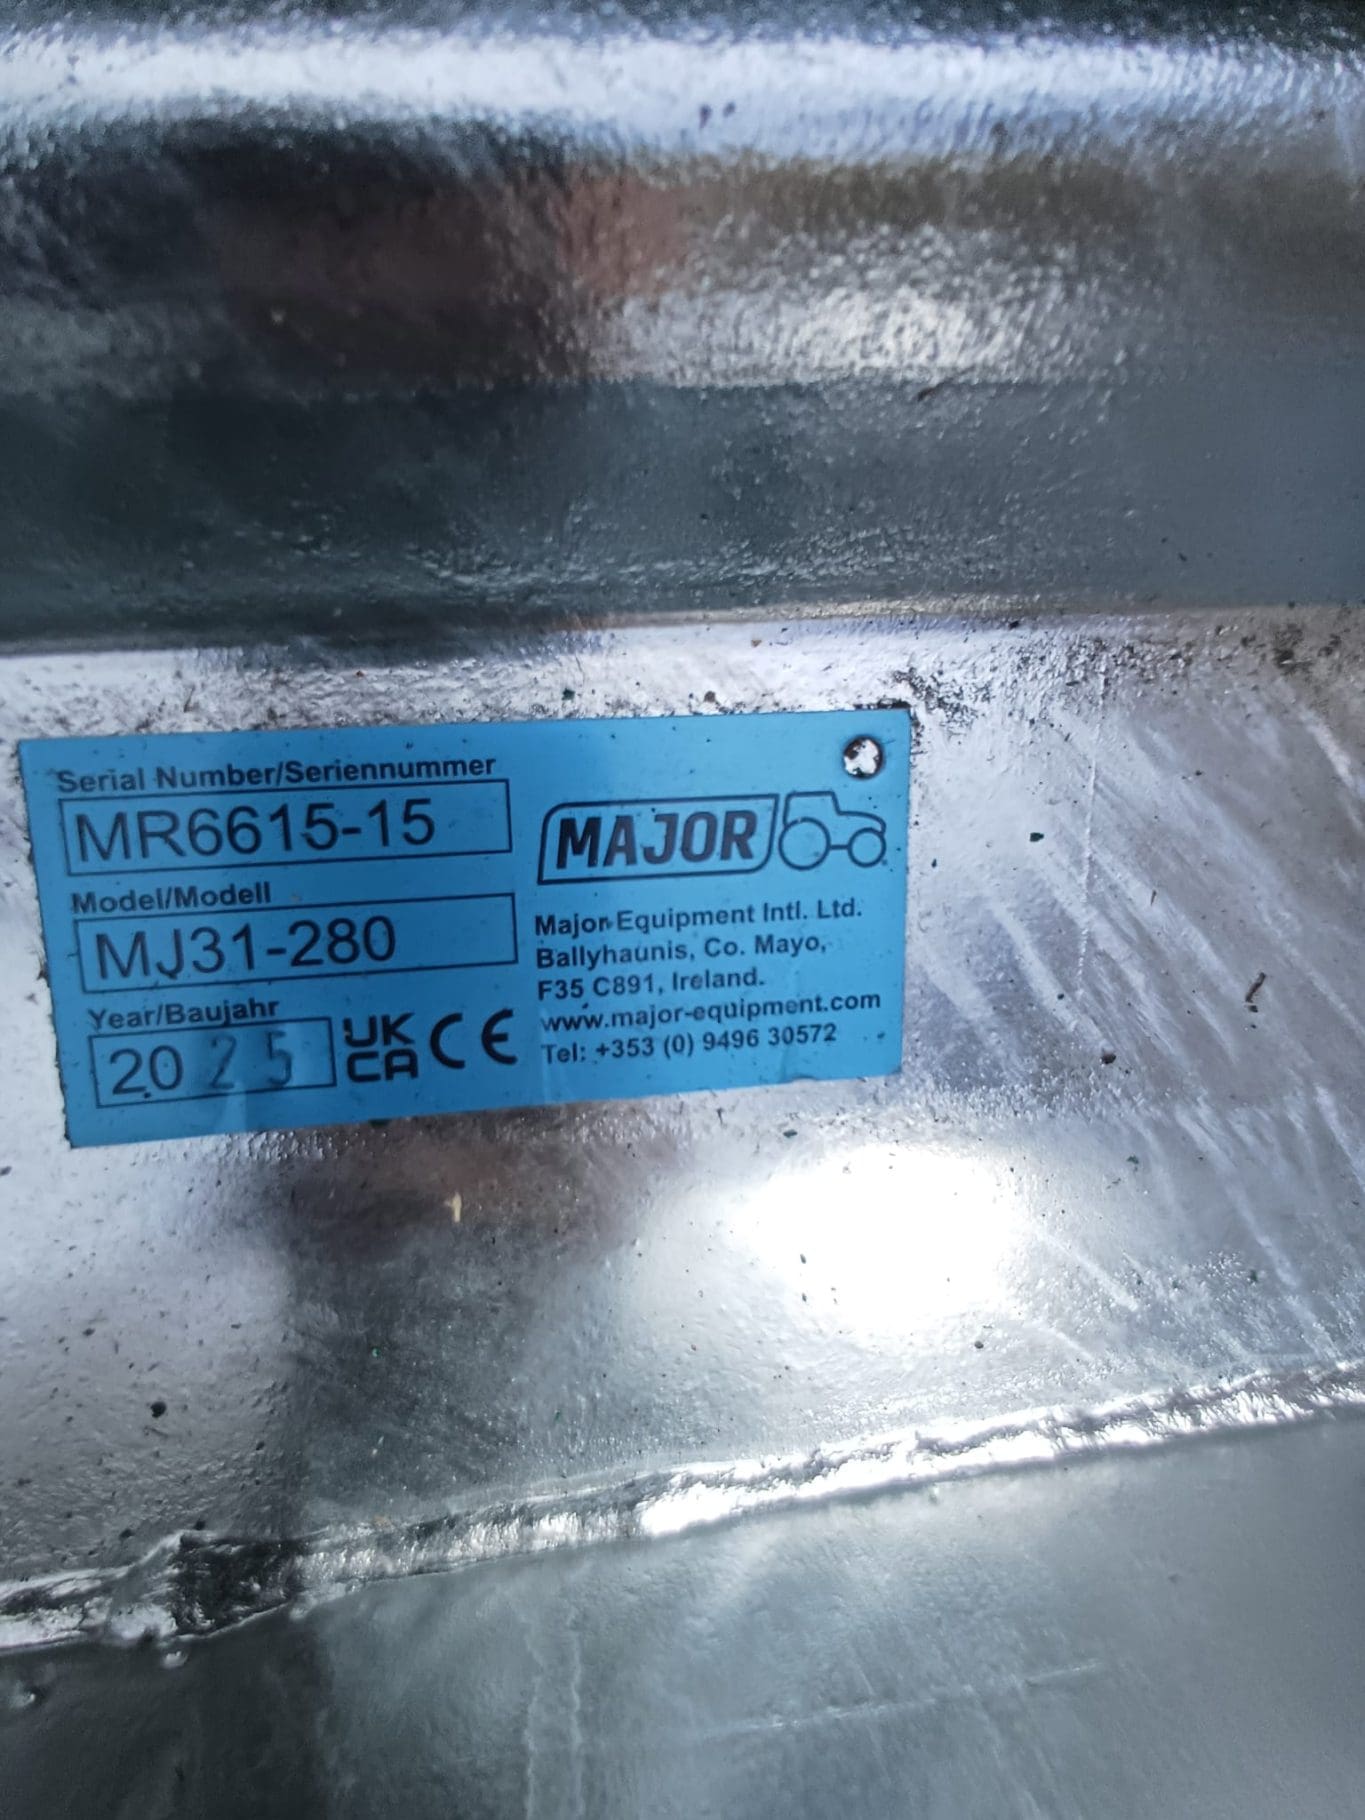 Serial Number/Seriennummer
MR6615-15
Model/Modell
MJ31-280
Year/Baujahr
2025
UK
CA
CE
MAJOR
Major Equipment Intl. Ltd.
Ballyhaunis, Co. Mayo,
F35 C891, Ireland.
www.major-equipment.com
Tel: +353 (0) 9496 30572